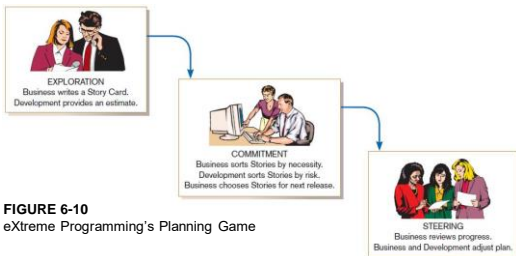 EXPLORATION
Business writes a Story Card.
Development provides an estimate.
COMMITMENT
Business sorts Stories by necessity.
Development sorts Stories by risk.
Business chooses Stories for next release.
STEERING
Business reviews progress.
Business and Development adjust plan.
FIGURE 6-10
eXtreme Programming's Planning Game